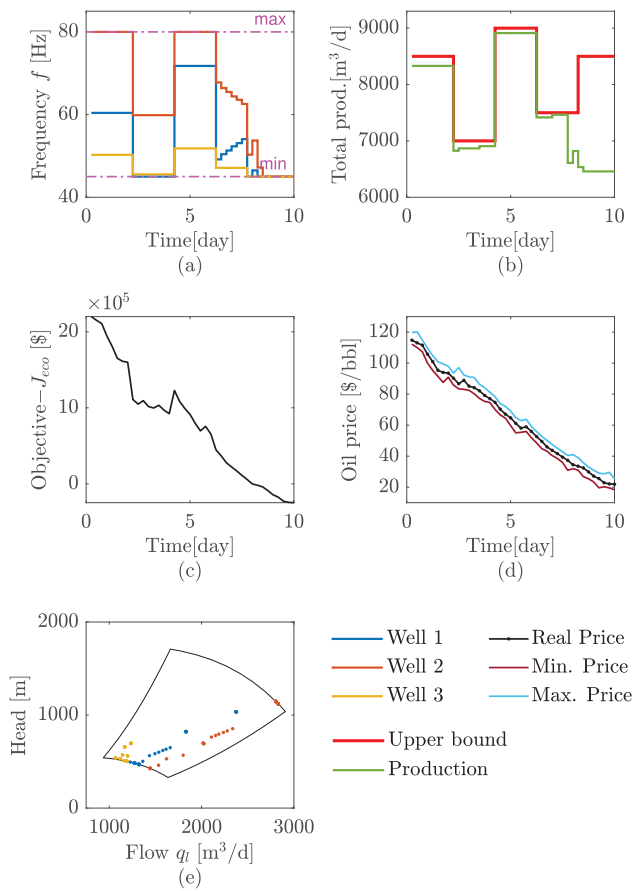 80
max
60
min
40
0
5
10
Frequency f [Hz]
Time[day]
(a)
9000
8000
7000
6000
0
5
10
Total prod.[m³/d]
Time[day]
(b)
×10⁵
20
10
0
0
5
10
Objective−J_eco [$]
Time[day]
(c)
120
100
80
60
40
20
0
5
10
Oil price [$/bbl]
Time[day]
(d)
2000
1000
0
1000
2000
3000
Head [m]
Flow q_l [m³/d]
(e)
Well 1
Well 2
Well 3
Real Price
Min. Price
Max. Price
Upper bound
Production